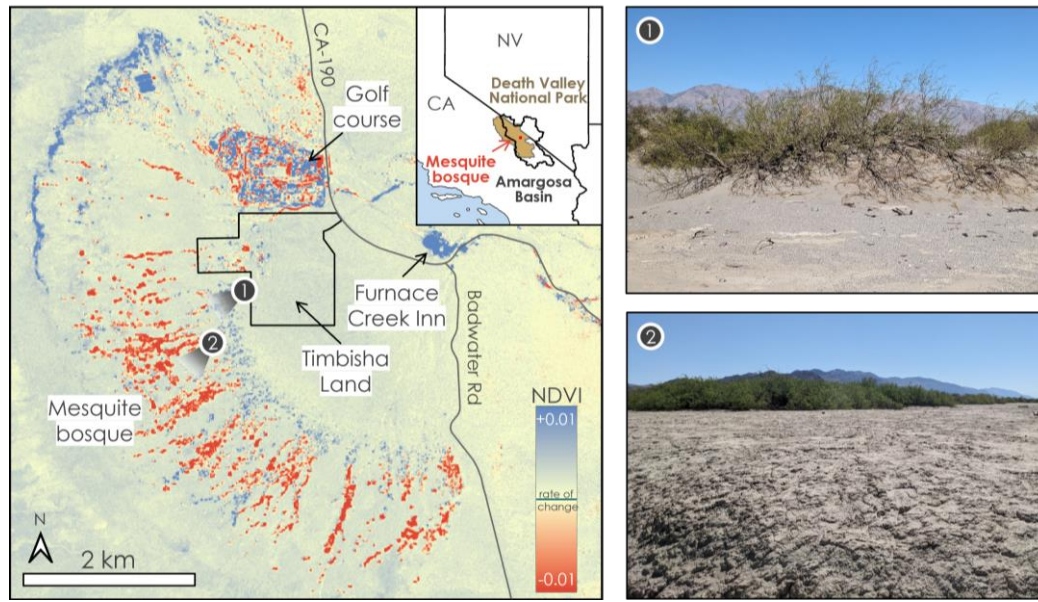 CA-190
Golf
course
NV
CA
Death Valley
National Park
Mesquite
bosque
Amargosa
Basin
1
Furnace
Creek Inn
Timbisha
Land
Badwater Rd
2
Mesquite
bosque
NDVI
+0.01
rate of
change
-0.01
N
2 km
1
2